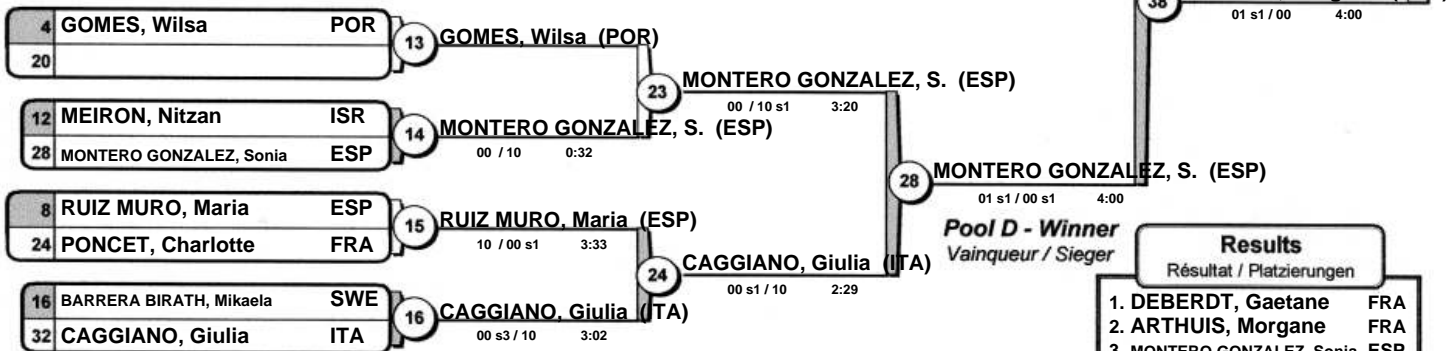 38
01 s1 / 00 4:00
4 GOMES, Wilsa POR
20
13 GOMES, Wilsa (POR)
12 MEIRON, Nitzan ISR
28 MONTERO GONZALEZ, Sonia ESP
14 MONTERO GONZALEZ, S. (ESP)
00 / 10 0:32
23 MONTERO GONZALEZ, S. (ESP)
00 / 10 s1 3:20
8 RUIZ MURO, Maria ESP
24 PONCET, Charlotte FRA
15 RUIZ MURO, Maria (ESP)
10 / 00 s1 3:33
16 BARRERA BIRATH, Mikaela SWE
32 CAGGIANO, Giulia ITA
16 CAGGIANO, Giulia (ITA)
00 s3 / 10 3:02
24 CAGGIANO, Giulia (ITA)
00 s1 / 10 2:29
28 MONTERO GONZALEZ, S. (ESP)
01 s1 / 00 s1 4:00
Pool D - Winner
Vainqueur / Sieger
Results
Résultat / Platzierungen
1. DEBERDT, Gaetane FRA
2. ARTHUIS, Morgane FRA
3. MONTERO GONZALEZ, Sonia ESP